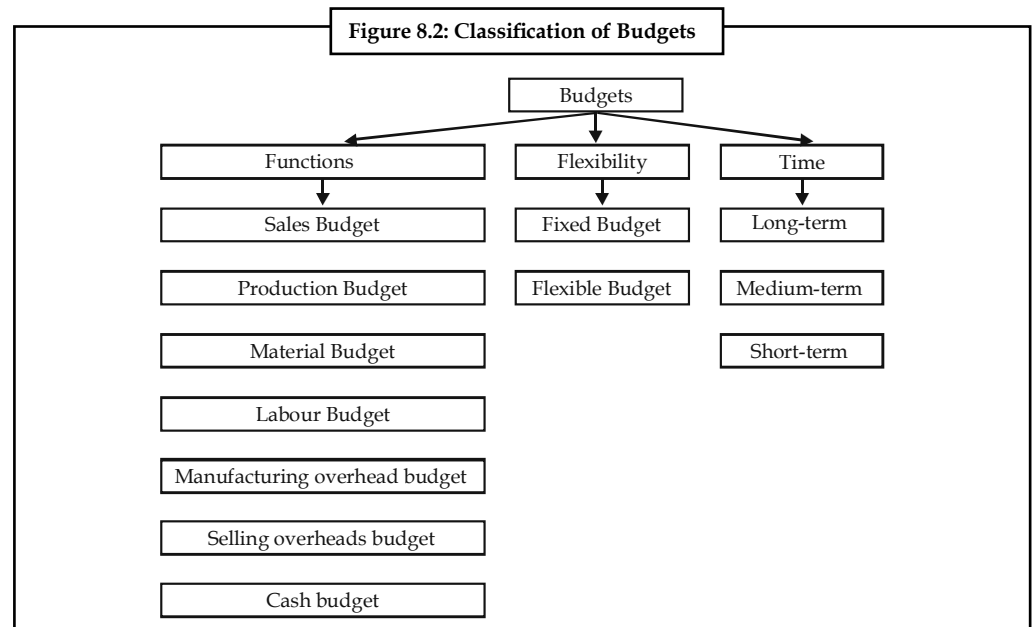 Figure 8.2: Classification of Budgets
Budgets
Functions
Flexibility
Time
Sales Budget
Fixed Budget
Long-term
Production Budget
Flexible Budget
Medium-term
Material Budget
Short-term
Labour Budget
Manufacturing overhead budget
Selling overheads budget
Cash budget